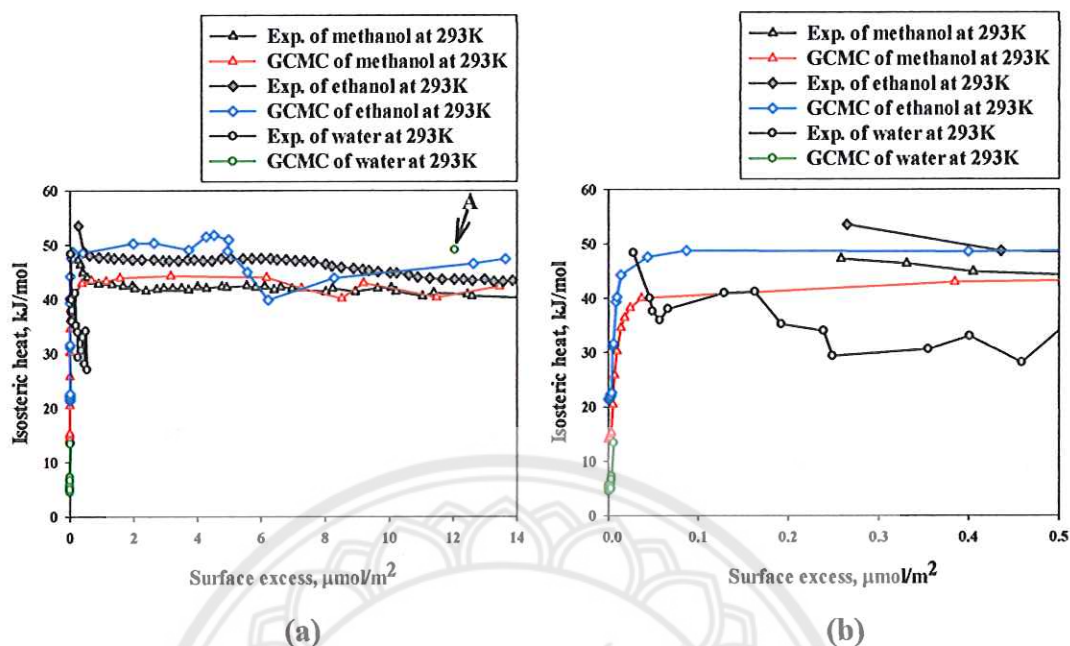 Exp. of methanol at 293K
GCMC of methanol at 293K
Exp. of ethanol at 293K
GCMC of ethanol at 293K
Exp. of water at 293K
GCMC of water at 293K
60
50
40
30
20
10
0
Isosteric heat, kJ/mol
A
0 2 4 6 8 10 12 14
Surface excess, μmol/m²
(a)
Exp. of methanol at 293K
GCMC of methanol at 293K
Exp. of ethanol at 293K
GCMC of ethanol at 293K
Exp. of water at 293K
GCMC of water at 293K
60
50
40
30
20
10
0
Isosteric heat, kJ/mol
0.0 0.1 0.2 0.3 0.4 0.5
Surface excess, μmol/m²
(b)